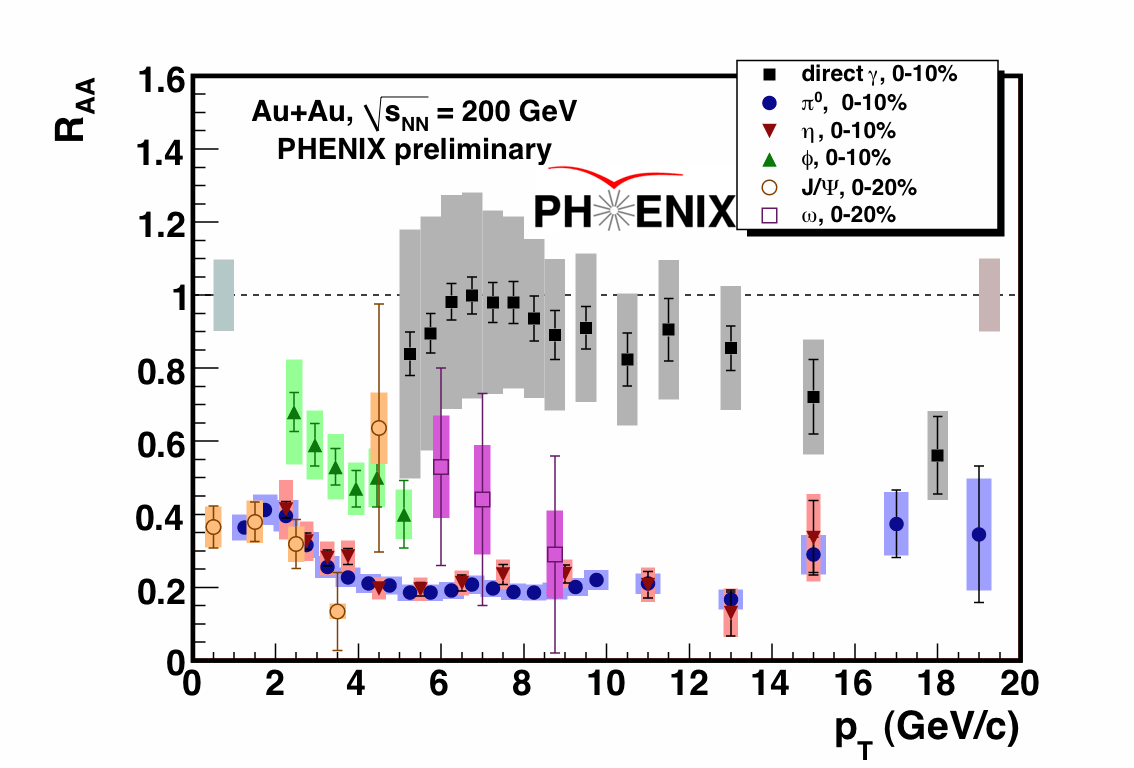 1.6
1.4
1.2
1
0.8
0.6
0.4
0.2
0
R_AA
Au+Au, √s_NN = 200 GeV
PHENIX preliminary
PHENIX
direct γ, 0-10%
π⁰, 0-10%
η, 0-10%
ϕ, 0-10%
J/Ψ, 0-20%
ω, 0-20%
0 2 4 6 8 10 12 14 16 18 20
p_T (GeV/c)